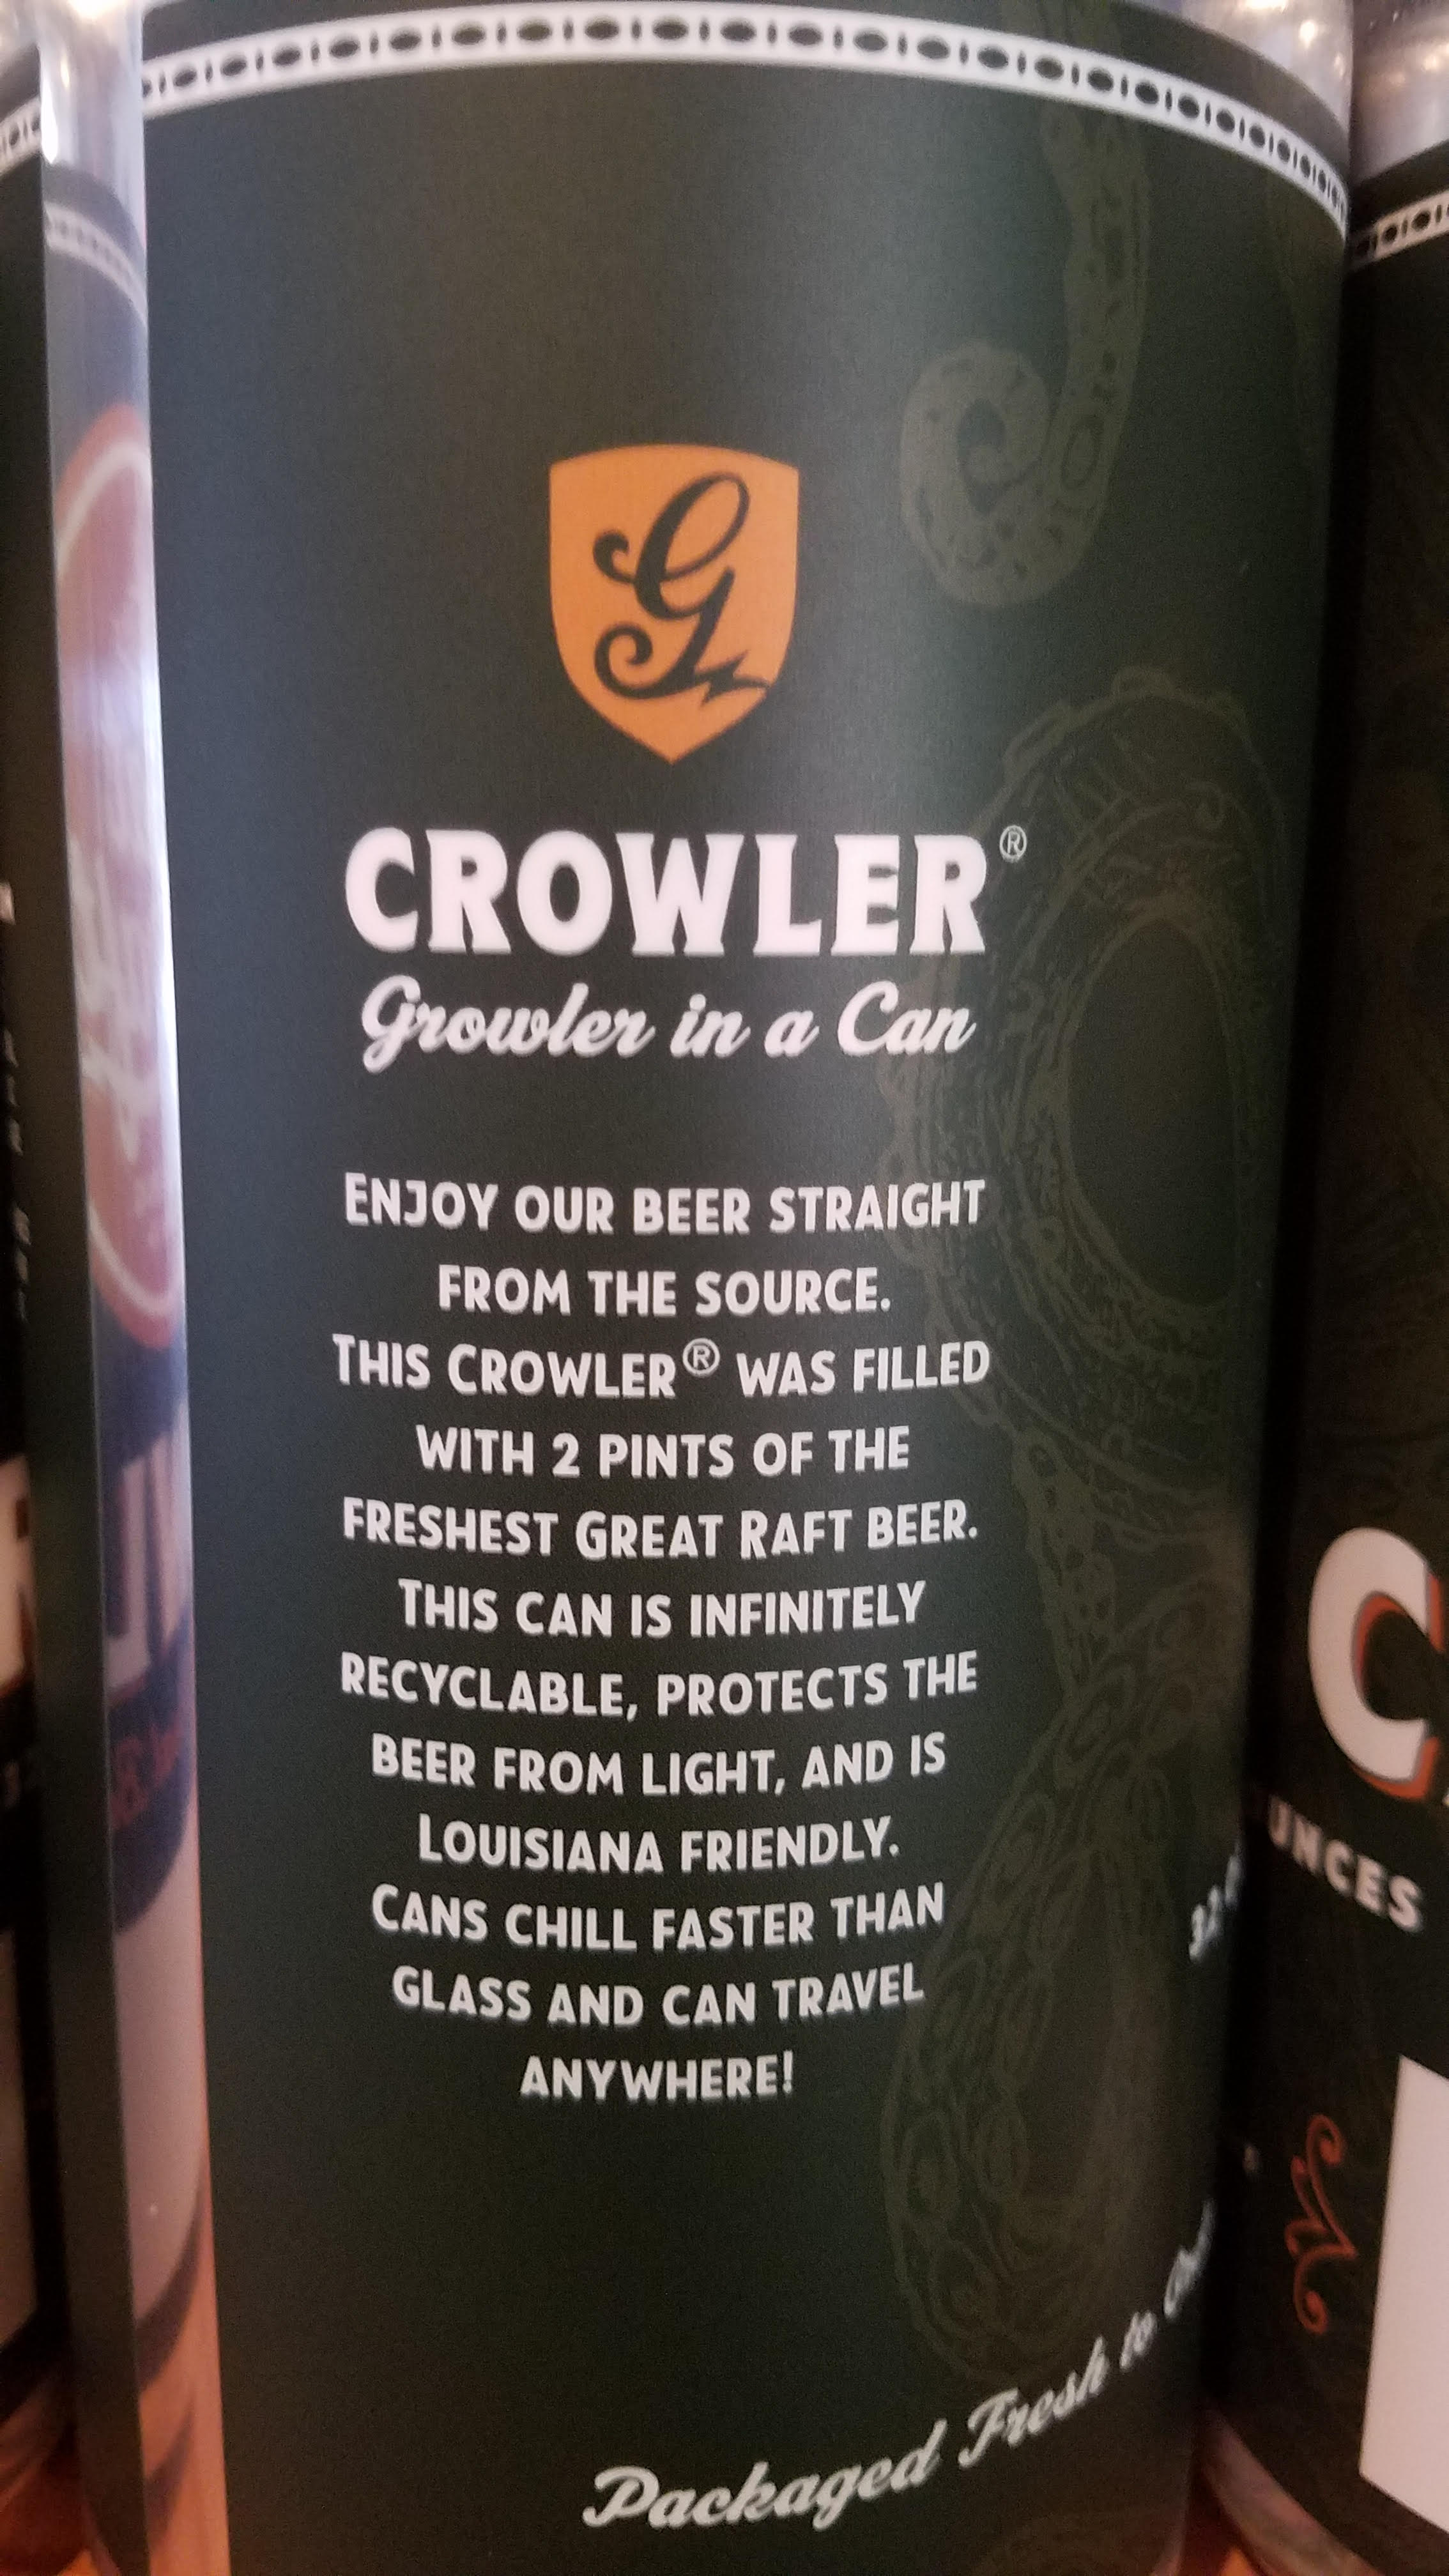 G
CROWLER®
Growler in a Can
ENJOY OUR BEER STRAIGHT
FROM THE SOURCE.
THIS CROWLER® WAS FILLED
WITH 2 PINTS OF THE
FRESHEST GREAT RAFT BEER.
THIS CAN IS INFINITELY
RECYCLABLE, PROTECTS THE
BEER FROM LIGHT, AND IS
LOUISIANA FRIENDLY.
CANS CHILL FASTER THAN
GLASS AND CAN TRAVEL
ANYWHERE!
Packaged Fresh to
32
C
UNCES